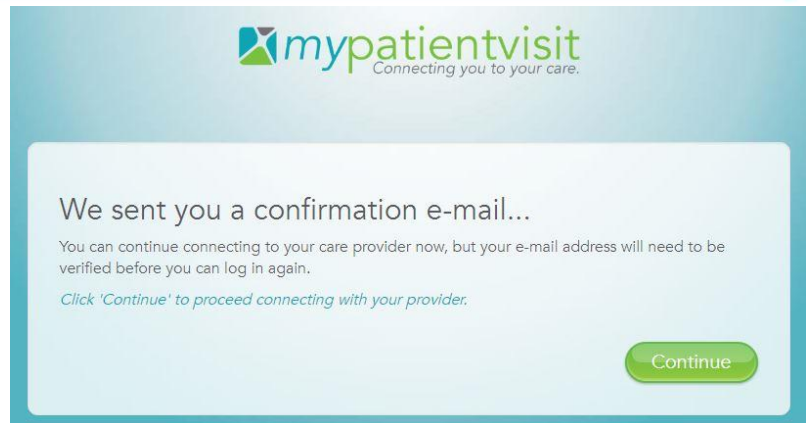 mypatientvisit
Connecting you to your care.
We sent you a confirmation e-mail...
You can continue connecting to your care provider now, but your e-mail address will need to be
verified before you can log in again.
Click 'Continue' to proceed connecting with your provider.
Continue